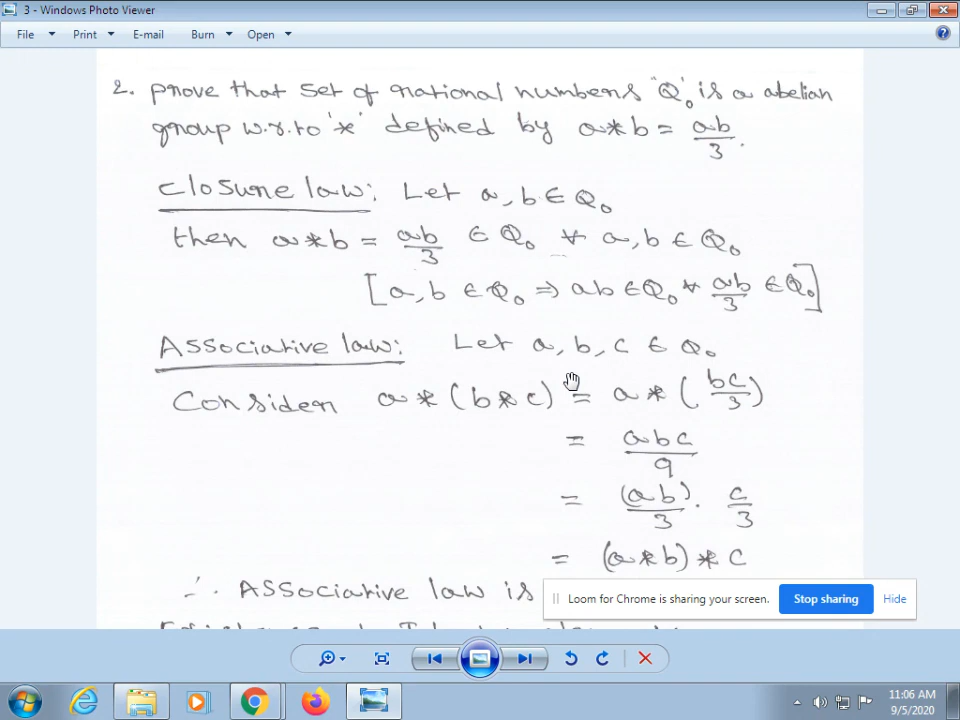 3 - Windows Photo Viewer
File Print E-mail Burn Open
2. prove that set of rational numbers 'Q₀' is a abelian
group w.r.to '*' defined by a*b = ab/3.
Closure law: Let a, b ∈ Q₀
then a * b = ab/3 ∈ Q₀ ∀ a, b ∈ Q₀
[a, b ∈ Q₀ ⇒ ab ∈ Q₀ ∀ ab/3 ∈ Q₀]
Associative law: Let a, b, c ∈ Q₀
Consider a * (b * c) = a * (bc/3)
= abc/9
= (ab)/3 · c/3
= (a * b) * c
∴ Associative law is
Loom for Chrome is sharing your screen. Stop sharing Hide
11:06 AM
9/5/2020